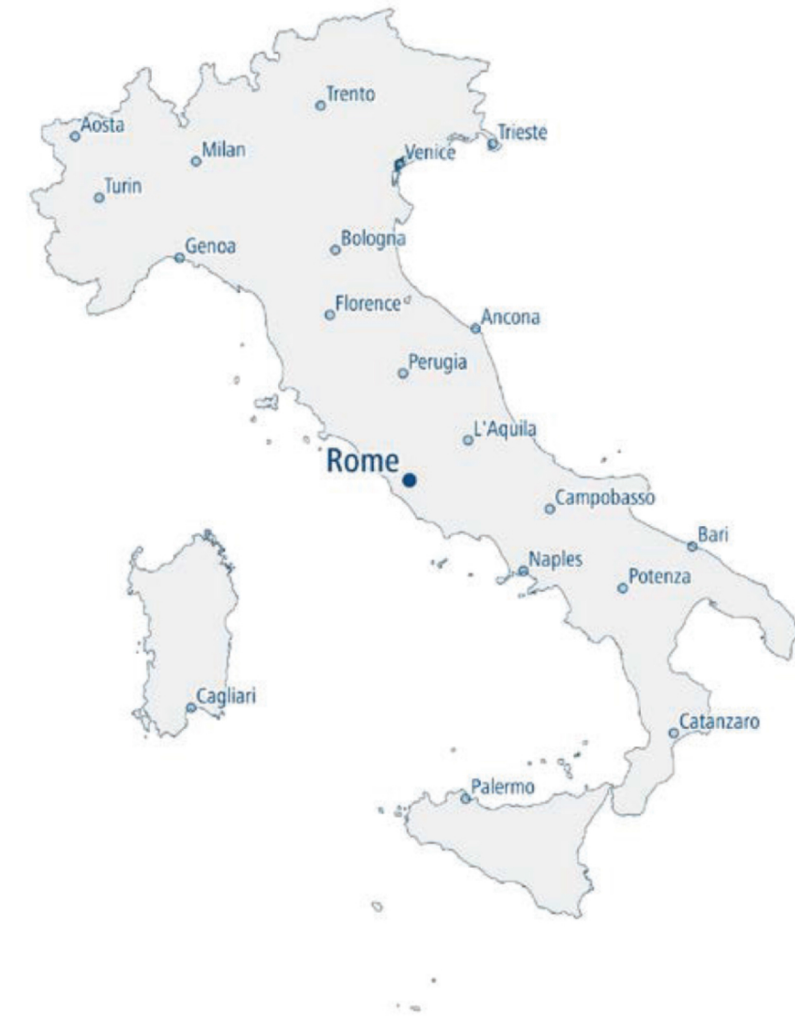 Trento
Aosta
Trieste
Milan
Venice
Turin
Bologna
Genoa
Florence
Ancona
Perugia
L'Aquila
Rome
Campobasso
Bari
Naples
Potenza
Cagliari
Catanzaro
Palermo